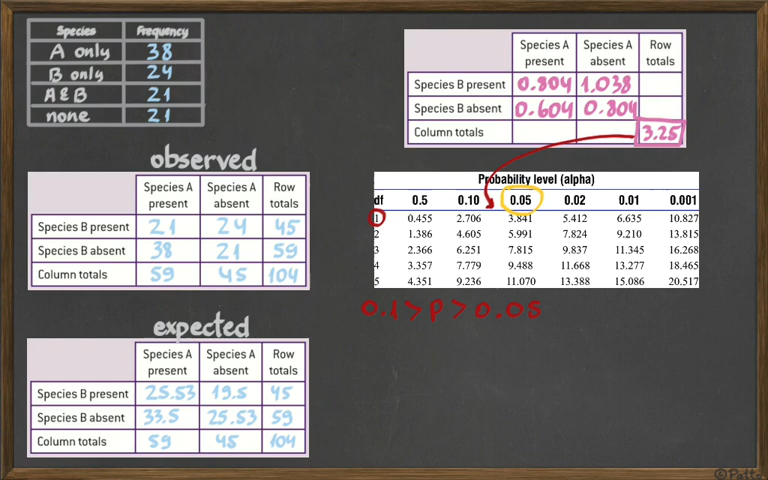 Species Frequency
A only 38
B only 24
A & B 21
none 21
observed
Species A present Species A absent Row totals
Species B present 21 24 45
Species B absent 38 21 59
Column totals 59 45 104
expected
Species A present Species A absent Row totals
Species B present 25.53 19.5 45
Species B absent 33.5 25.53 59
Column totals 59 45 104
Species A present Species A absent Row totals
Species B present 0.804 1.038
Species B absent 0.604 0.804
Column totals 3.25
Probability level (alpha)
df 0.5 0.10 0.05 0.02 0.01 0.001
1 0.455 2.706 3.841 5.412 6.635 10.827
2 1.386 4.605 5.991 7.824 9.210 13.815
3 2.366 6.251 7.815 9.837 11.345 16.268
4 3.357 7.779 9.488 11.668 13.277 18.465
5 4.351 9.236 11.070 13.388 15.086 20.517
0.1 > p > 0.05